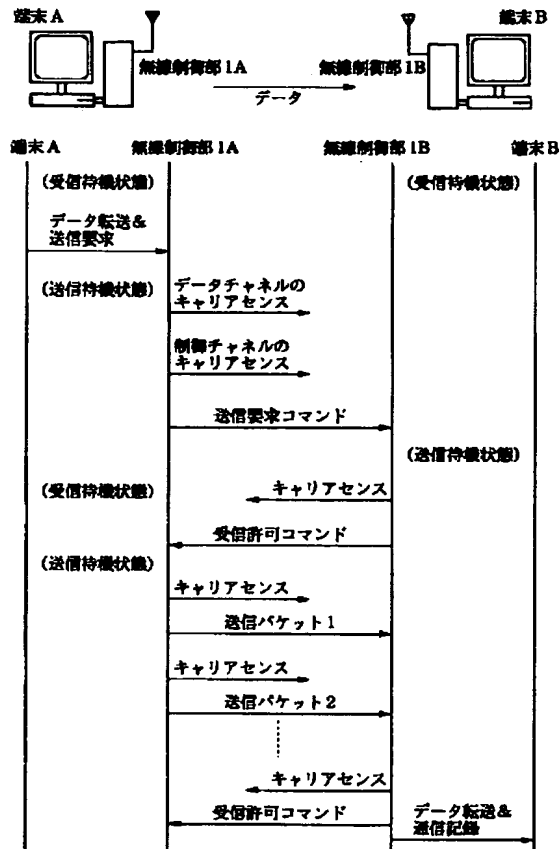 端末A
端末B
無線制御部1A
無線制御部1B
データ
端末A
無線制御部1A
無線制御部1B
端末B
(受信待機状態)
(受信待機状態)
データ転送&
送信要求
(送信待機状態)
データチャネルの
キャリアセンス
制御チャネルの
キャリアセンス
送信要求コマンド
(送信待機状態)
(受信待機状態)
キャリアセンス
受信許可コマンド
(送信待機状態)
キャリアセンス
送信パケット1
キャリアセンス
送信パケット2
キャリアセンス
受信許可コマンド
データ転送&
通信記録